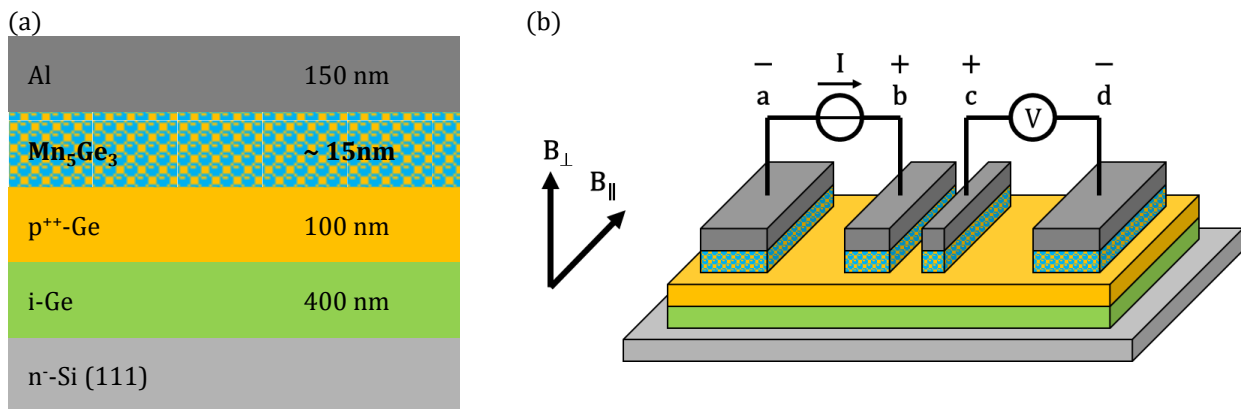 (a)
Al 150 nm
Mn₅Ge₃ ~ 15nm
p⁺⁺-Ge 100 nm
i-Ge 400 nm
n⁻-Si (111)
(b)
− I + + −
a b c d
V
B⊥
B∥